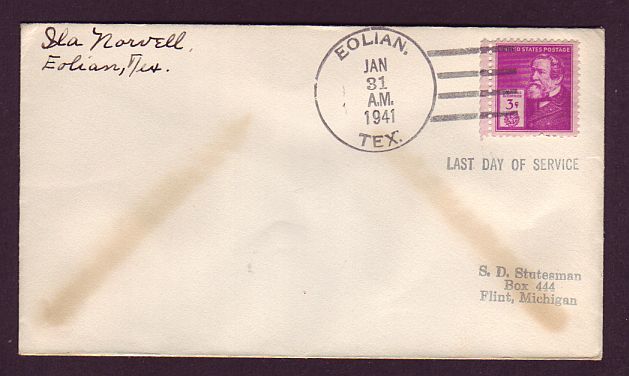 Ila Norvell.
Eolian, Tex.
EOLIAN,
JAN
31
A.M.
1941
TEX.
UNITED STATES POSTAGE
3¢
LAST DAY OF SERVICE
S. D. Stutesman
Box 444
Flint, Michigan